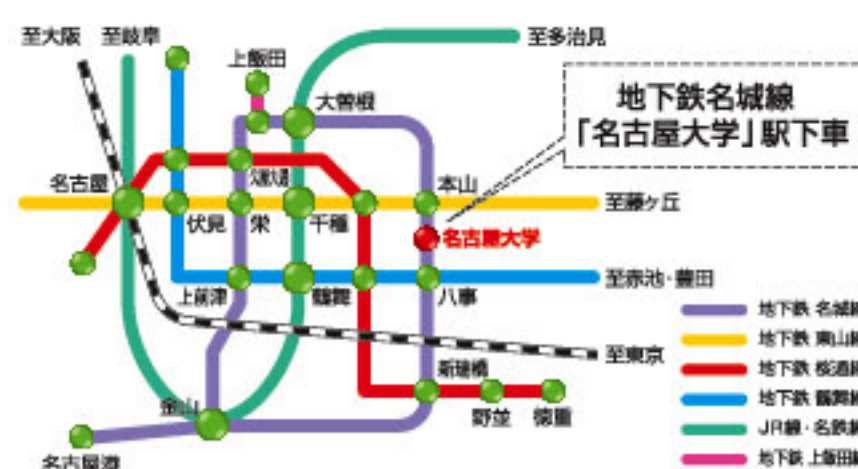 至大阪
至岐阜
至多治見
上飯田
大曽根
地下鉄名城線
「名古屋大学」駅下車
名古屋
本山
伏見
栄
千種
至藤ヶ丘
名古屋大学
上前津
鶴舞
八事
至赤池・豊田
地下鉄 名城線
地下鉄 東山線
地下鉄 桜通線
地下鉄 鶴舞線
JR線・名鉄線
地下鉄 上飯田線
至東京
新瑞橋
金山
野並
徳重
名古屋港